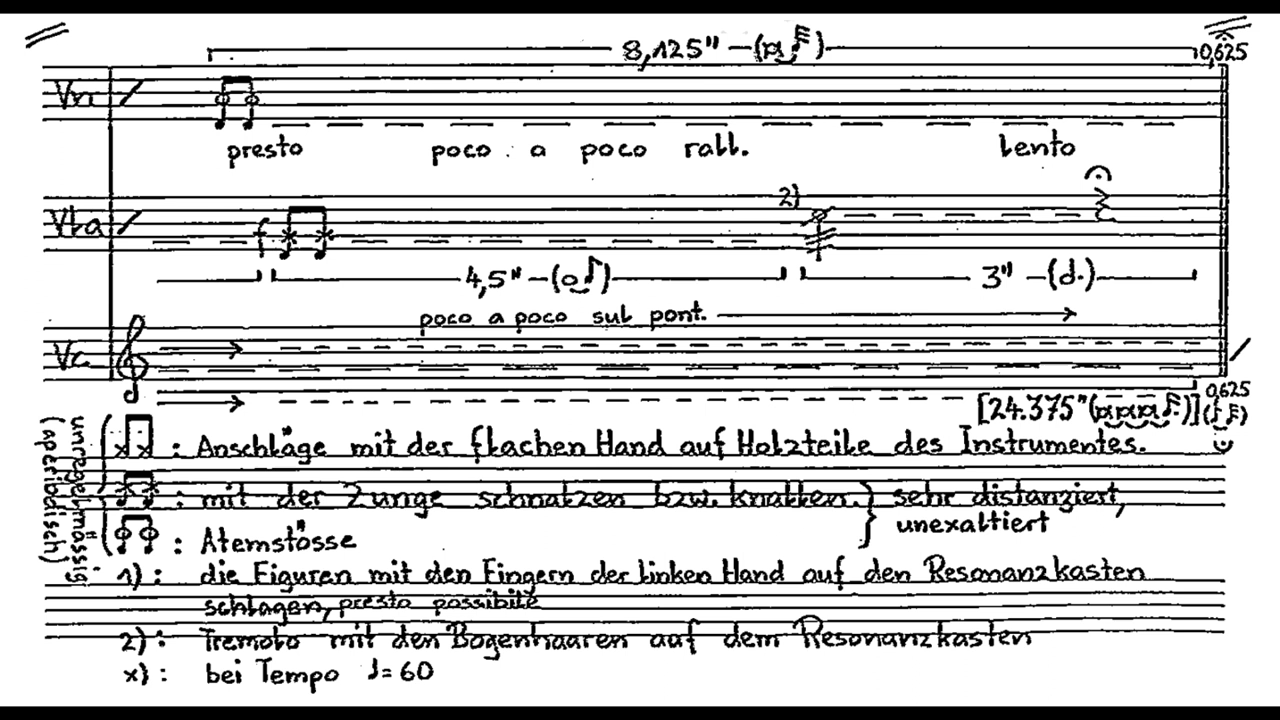 8,125"
0,625
Vn
presto poco a poco rall. lento
2)
Vla
f
4,5"
3"
poco a poco sul pont.
Vc
[24.375"
0,625
unregelmässig
(aperiodisch)
: Anschläge mit der flachen Hand auf Holzteile des Instrumentes.
: mit der Zunge schnalzen bzw. knallen. } sehr distanziert,
unexaltiert
: Atemstösse
1) : die Figuren mit den Fingern der linken Hand auf den Resonanzkasten
schlagen, presto possibile
2) : Tremolo mit den Bogenhaaren auf dem Resonanzkasten
x) : bei Tempo ♩= 60